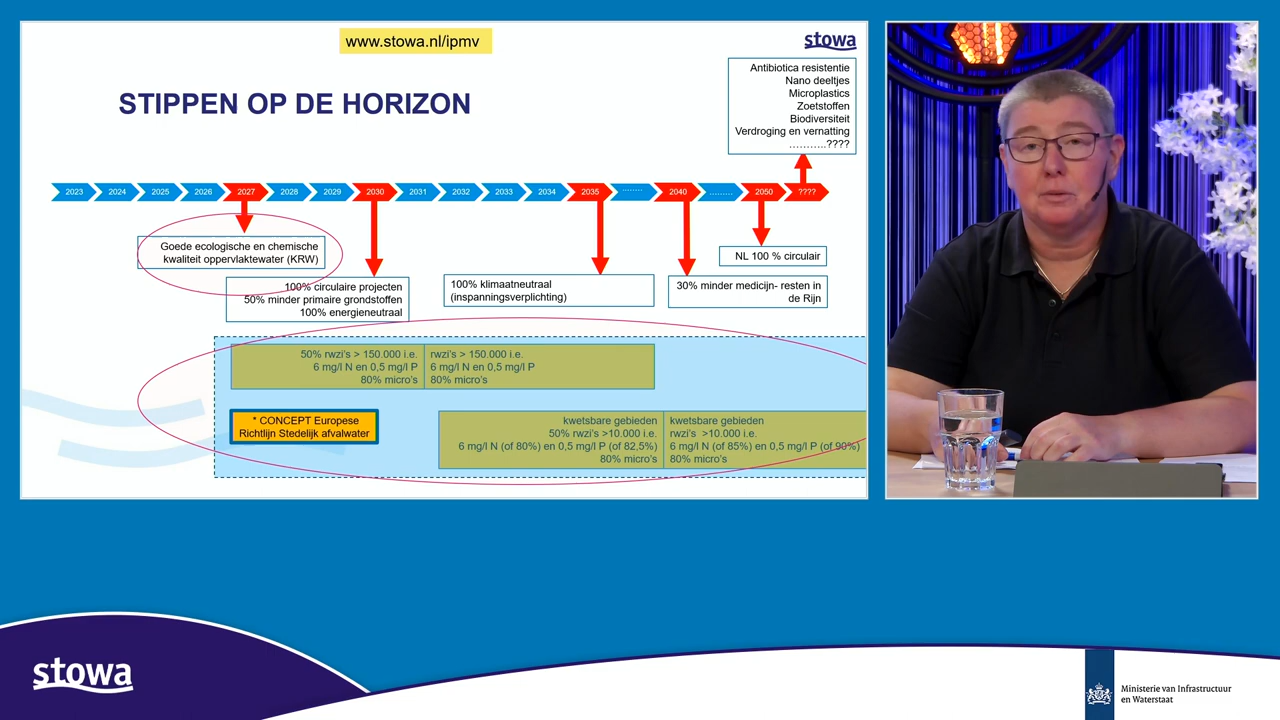 www.stowa.nl/ipmv
stowa
STIPPEN OP DE HORIZON
Antibiotica resistentie
Nano deeltjes
Microplastics
Zoetstoffen
Biodiversiteit
Verdroging en vernatting
………..????
2023 2024 2025 2026 2027 2028 2029 2030 2031 2032 2033 2034 2035 ........ 2040 ......... 2050 ????
Goede ecologische en chemische
kwaliteit oppervlaktewater (KRW)
100% circulaire projecten
50% minder primaire grondstoffen
100% energieneutraal
100% klimaatneutraal
(inspanningsverplichting)
NL 100 % circulair
30% minder medicijn- resten in
de Rijn
50% rwzi's > 150.000 i.e.
6 mg/l N en 0,5 mg/l P
80% micro's
rwzi's > 150.000 i.e.
6 mg/l N en 0,5 mg/l P
80% micro's
* CONCEPT Europese
Richtlijn Stedelijk afvalwater
kwetsbare gebieden
50% rwzi's >10.000 i.e.
6 mg/l N (of 80%) en 0,5 mg/l P (of 82,5%)
80% micro's
kwetsbare gebieden
rwzi's >10.000 i.e.
6 mg/l N (of 85%) en 0,5 mg/l P (of 90%)
80% micro's
stowa
Ministerie van Infrastructuur
en Waterstaat